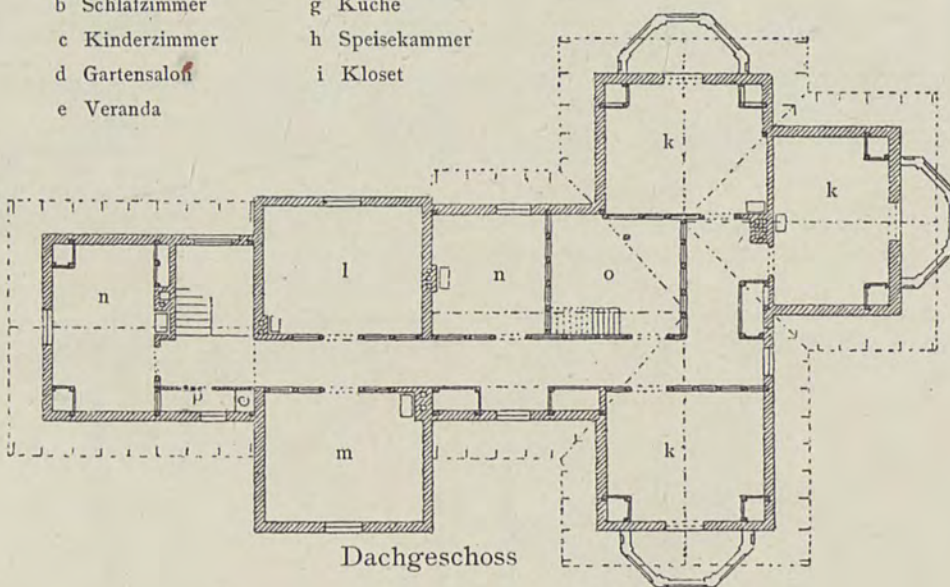 b Schlafzimmer
c Kinderzimmer
d Gartensalon
e Veranda
g Küche
h Speisekammer
i Kloset
k
k
l
n
n
o
p
m
k
Dachgeschoss